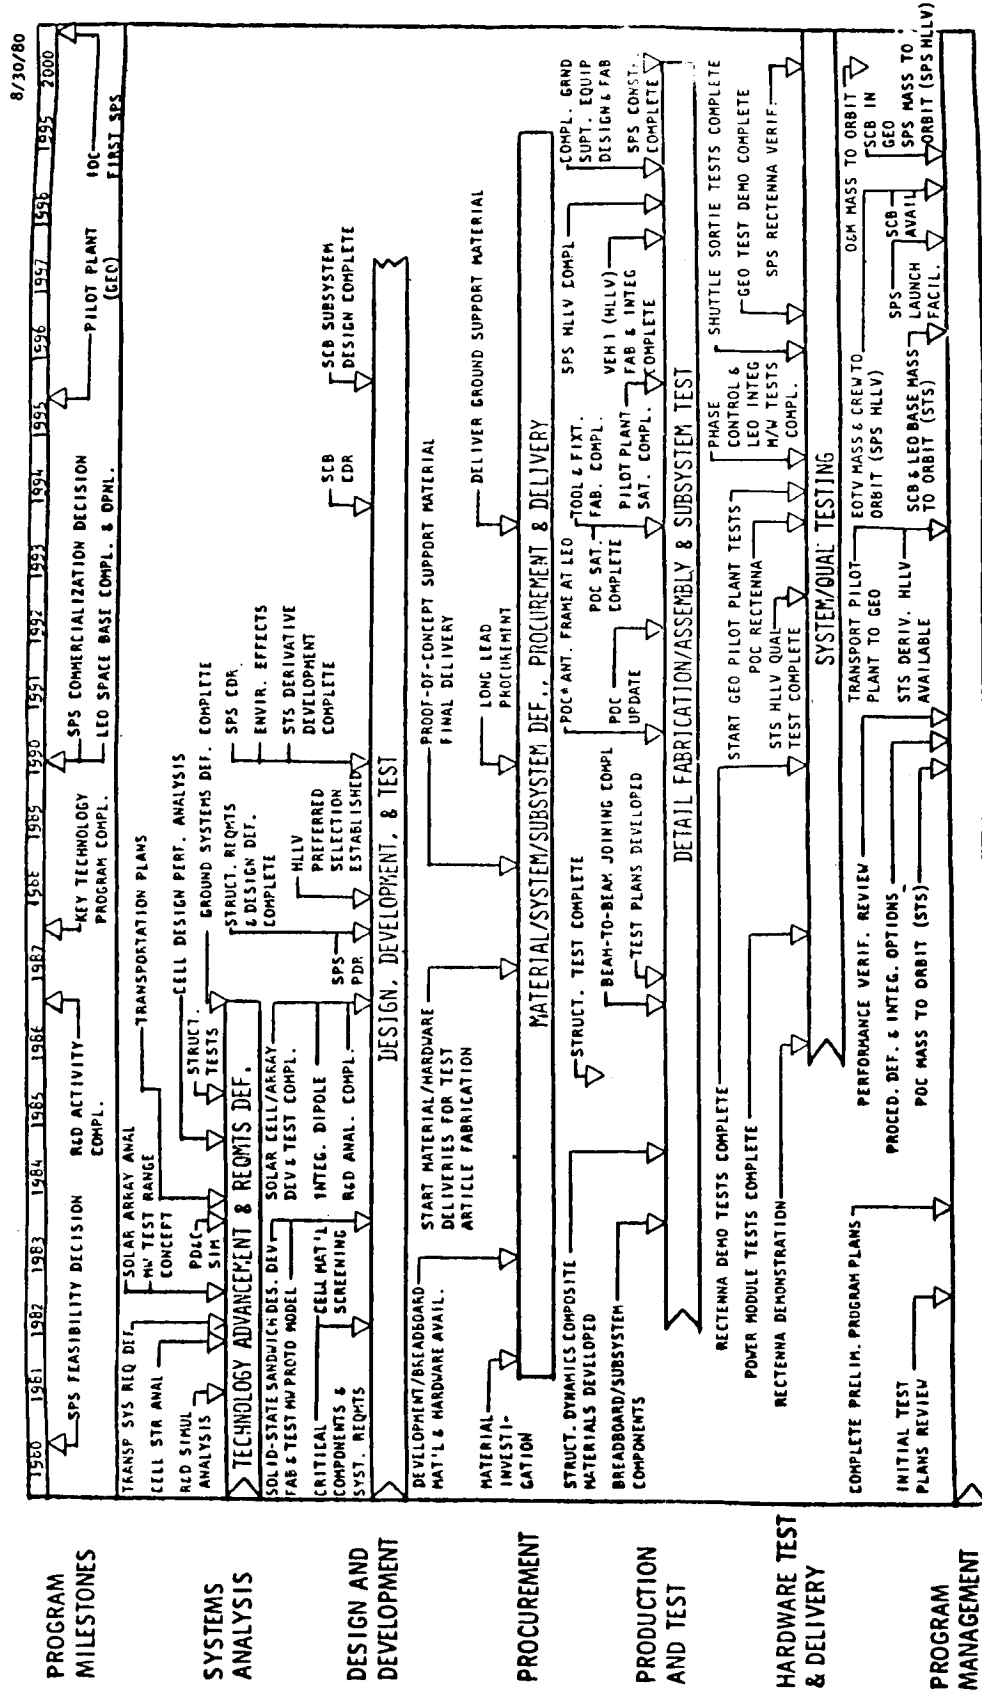 8/30/80
PROGRAM
MILESTONES
1980 1981 1982 1983 1984 1985 1986 1987 1988 1989 1990 1991 1992 1993 1994 1995 1996 1997 1998 1999 2000
SPS FEASIBILITY DECISION
R&D ACTIVITY
COMPL.
KEY TECHNOLOGY
PROGRAM COMPL.
SPS COMMERCIALIZATION DECISION
LEO SPACE BASE COMPL. & OPNL.
PILOT PLANT
(GEO)
IOC
FIRST SPS
SYSTEMS
ANALYSIS
TRANSP SYS REQ DEF
CELL STR ANAL
R&D SIMUL
ANALYSIS
SOLAR ARRAY ANAL
MW TEST RANGE
CONCEPT
PD&C
SIM
TRANSPORTATION PLANS
CELL DESIGN PERF. ANALYSIS
STRUCT.
TESTS
GROUND SYSTEMS DEF. COMPLETE
TECHNOLOGY ADVANCEMENT & REQMTS DEF.
DESIGN AND
DEVELOPMENT
SOLID-STATE SANDWICH DES. DEV
FAB & TEST MW PROTO MODEL
CRITICAL
COMPONENTS &
SYST. REQMTS
CELL MAT'L
SCREENING
SOLAR CELL/ARRAY
DEV & TEST COMPL.
INTEG. DIPOLE
R&D ANAL. COMPL.
STRUCT. REQMTS
& DESIGN DEF.
COMPLETE
SPS
PDR
HLLV
PREFERRED
SELECTION
ESTABLISHED
SPS CDR
ENVIR. EFFECTS
STS DERIVATIVE
DEVELOPMENT
COMPLETE
SCB
CDR
SCB SUBSYSTEM
DESIGN COMPLETE
DESIGN, DEVELOPMENT, & TEST
PROCUREMENT
DEVELOPMENT/BREADBOARD
MAT'L & HARDWARE AVAIL.
MATERIAL
INVESTI-
GATION
START MATERIAL/HARDWARE
DELIVERIES FOR TEST
ARTICLE FABRICATION
PROOF-OF-CONCEPT SUPPORT MATERIAL
FINAL DELIVERY
LONG LEAD
PROCUREMENT
DELIVER GROUND SUPPORT MATERIAL
MATERIAL/SYSTEM/SUBSYSTEM DEF., PROCUREMENT & DELIVERY
PRODUCTION
AND TEST
STRUCT. DYNAMICS COMPOSITE
MATERIALS DEVELOPED
BREADBOARD/SUBSYSTEM
COMPONENTS
STRUCT. TEST COMPLETE
BEAM-TO-BEAM JOINING COMPL
TEST PLANS DEVELOPED
POC* ANT. FRAME AT LEO
POC
UPDATE
TOOL & FIXT.
FAB. COMPL.
POC SAT.
COMPLETE
PILOT PLANT
SAT. COMPL.
SPS HLLV COMPL
VEH 1 (HLLV)
FAB & INTEG
COMPLETE
COMPL. GRND
SUPT. EQUIP
DESIGN & FAB
SPS CONST.
COMPLETE
DETAIL FABRICATION/ASSEMBLY & SUBSYSTEM TEST
HARDWARE TEST
& DELIVERY
RECTENNA DEMO TESTS COMPLETE
POWER MODULE TESTS COMPLETE
RECTENNA DEMONSTRATION
START GEO PILOT PLANT TESTS
POC RECTENNA
STS HLLV QUAL
TEST COMPLETE
PHASE
CONTROL &
LEO INTEG
M/W TESTS
COMPL.
SHUTTLE SORTIE TESTS COMPLETE
GEO TEST DEMO COMPLETE
SPS RECTENNA VERIF.
SYSTEM/QUAL TESTING
PROGRAM
MANAGEMENT
COMPLETE PRELIM. PROGRAM PLANS
INITIAL TEST
PLANS REVIEW
PERFORMANCE VERIF. REVIEW
PROCED. DEF. & INTEG. OPTIONS
POC MASS TO ORBIT (STS)
TRANSPORT PILOT
PLANT TO GEO
STS DERIV. HLLV
AVAILABLE
EOTV MASS & CREW TO
ORBIT (SPS HLLV)
SCB & LEO BASE MASS
TO ORBIT (STS)
SPS
LAUNCH
FACIL.
SCB
AVAIL
O&M MASS TO ORBIT
SCB IN
GEO
SPS MASS TO
ORBIT (SPS HLLV)